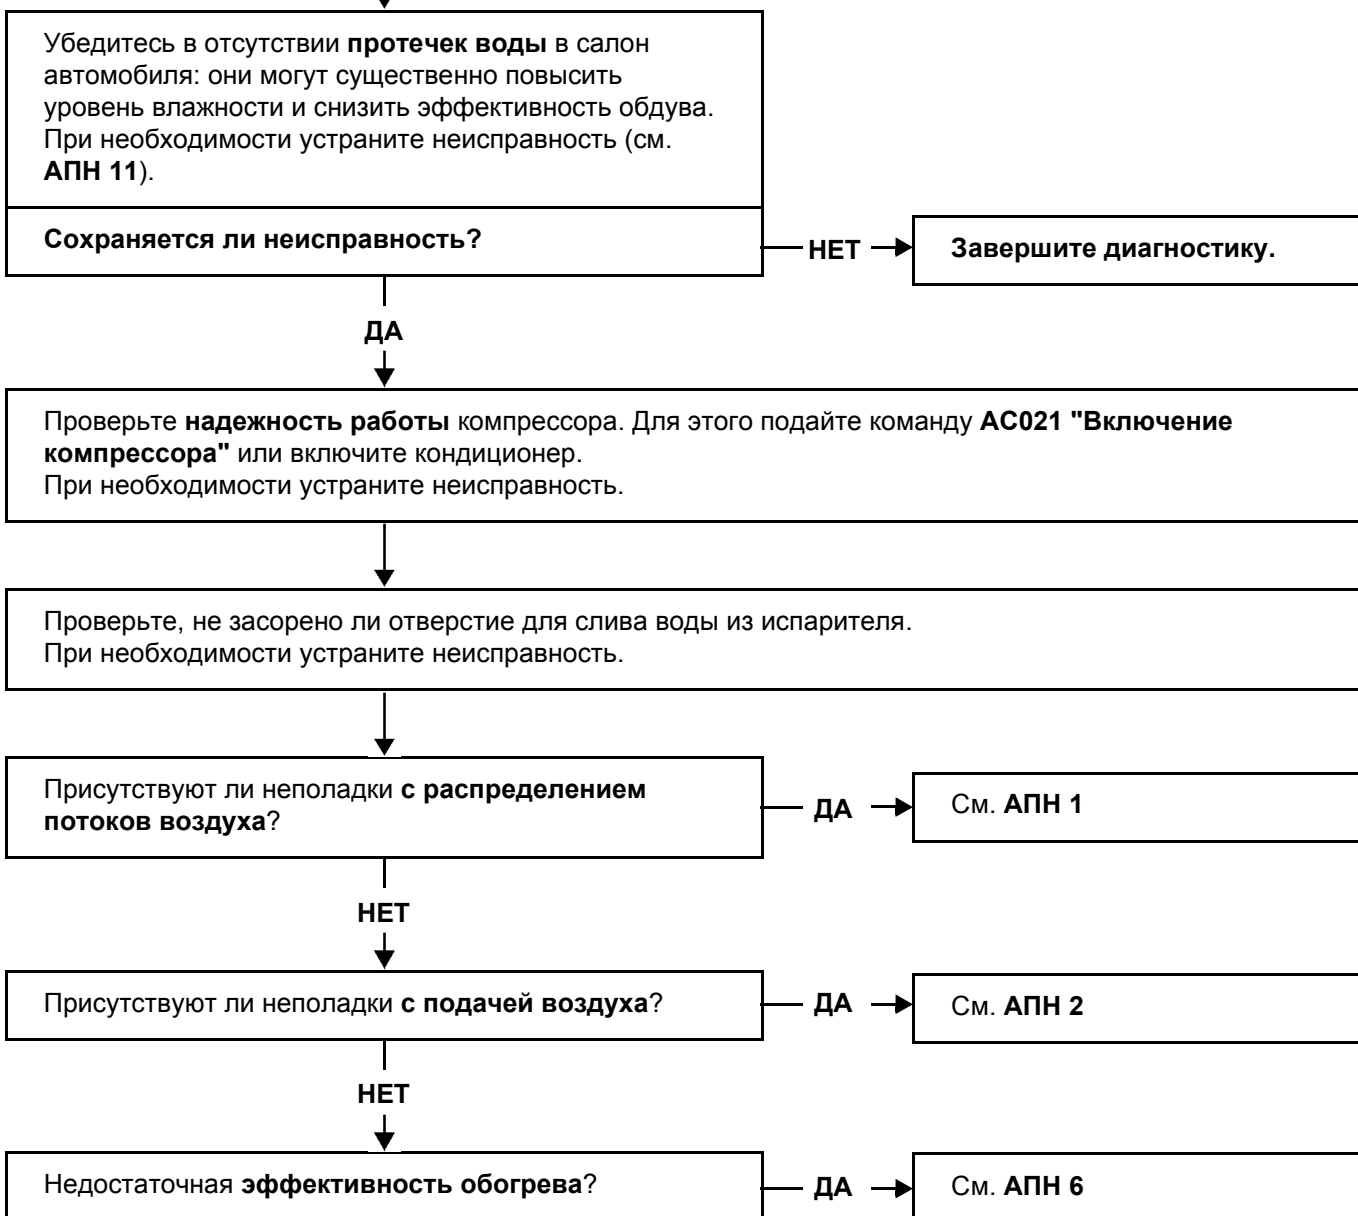 Убедитесь в отсутствии протечек воды в салон
автомобиля: они могут существенно повысить
уровень влажности и снизить эффективность обдува.
При необходимости устраните неисправность (см.
АПН 11).
Сохраняется ли неисправность?
НЕТ
Завершите диагностику.
ДА
Проверьте надежность работы компрессора. Для этого подайте команду AC021 "Включение
компрессора" или включите кондиционер.
При необходимости устраните неисправность.
Проверьте, не засорено ли отверстие для слива воды из испарителя.
При необходимости устраните неисправность.
Присутствуют ли неполадки с распределением
потоков воздуха?
ДА
См. АПН 1
НЕТ
Присутствуют ли неполадки с подачей воздуха?
ДА
См. АПН 2
НЕТ
Недостаточная эффективность обогрева?
ДА
См. АПН 6